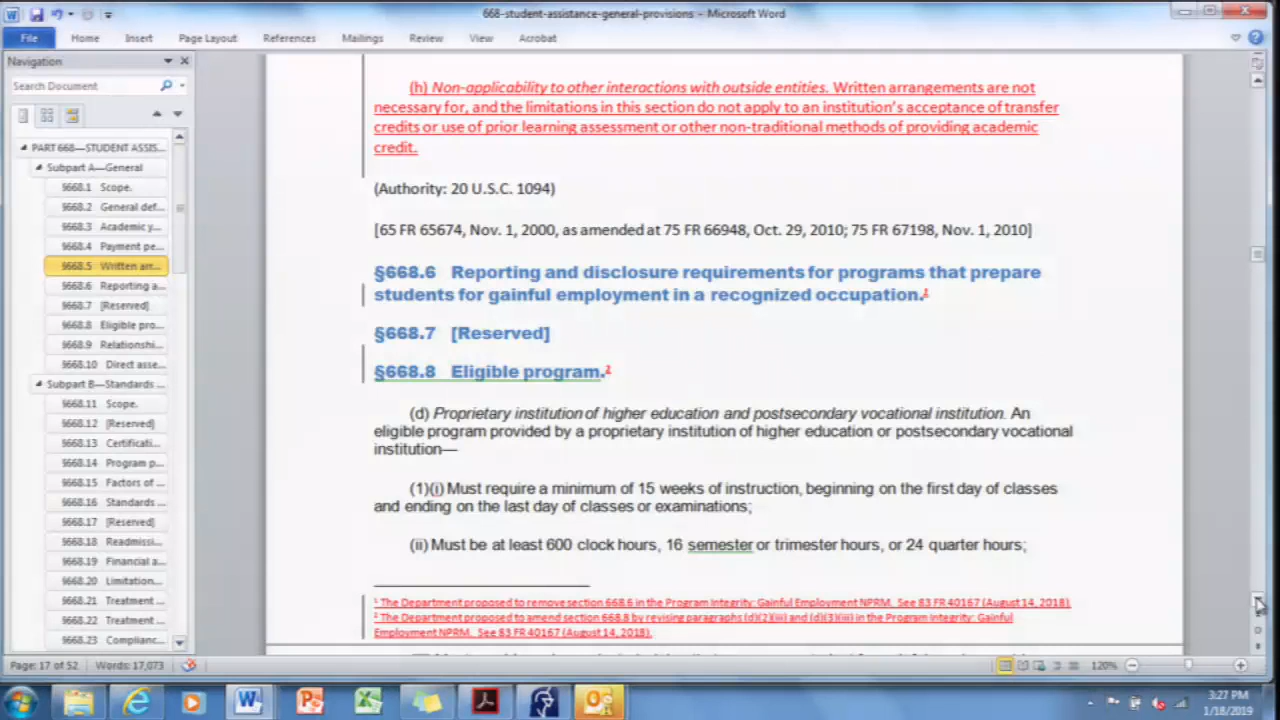 668-student-assistance-general-provisions - Microsoft Word
File Home Insert Page Layout References Mailings Review View Acrobat
Navigation
Search Document
PART 668—STUDENT ASSIS...
Subpart A—General
§668.1 Scope.
§668.2 General def...
§668.3 Academic y...
§668.4 Payment pe...
§668.5 Written arr...
§668.6 Reporting a...
§668.7 [Reserved]
§668.8 Eligible pro...
§668.9 Relationshi...
§668.10 Direct asse...
Subpart B—Standards ...
§668.11 Scope.
§668.12 [Reserved]
§668.13 Certificati...
§668.14 Program p...
§668.15 Factors of ...
§668.16 Standards ...
§668.17 [Reserved]
§668.18 Readmissi...
§668.19 Financial a...
§668.20 Limitation...
§668.21 Treatment ...
§668.22 Treatment ...
§668.23 Complianc...
(h) Non-applicability to other interactions with outside entities. Written arrangements are not
necessary for, and the limitations in this section do not apply to an institution's acceptance of transfer
credits or use of prior learning assessment or other non-traditional methods of providing academic
credit.
(Authority: 20 U.S.C. 1094)
[65 FR 65674, Nov. 1, 2000, as amended at 75 FR 66948, Oct. 29, 2010; 75 FR 67198, Nov. 1, 2010]
§668.6 Reporting and disclosure requirements for programs that prepare
students for gainful employment in a recognized occupation.1
§668.7 [Reserved]
§668.8 Eligible program.2
(d) Proprietary institution of higher education and postsecondary vocational institution. An
eligible program provided by a proprietary institution of higher education or postsecondary vocational
institution—
(1)(i) Must require a minimum of 15 weeks of instruction, beginning on the first day of classes
and ending on the last day of classes or examinations;
(ii) Must be at least 600 clock hours, 16 semester or trimester hours, or 24 quarter hours;
1 The Department proposed to remove section 668.6 in the Program Integrity: Gainful Employment NPRM. See 83 FR 40167 (August 14, 2018).
2 The Department proposed to amend section 668.8 by revising paragraphs (d)(2)(iii) and (d)(3)(iii) in the Program Integrity: Gainful
Employment NPRM. See 83 FR 40167 (August 14, 2018).
Page: 17 of 52 Words: 17,073 120%
3:27 PM
1/18/2019